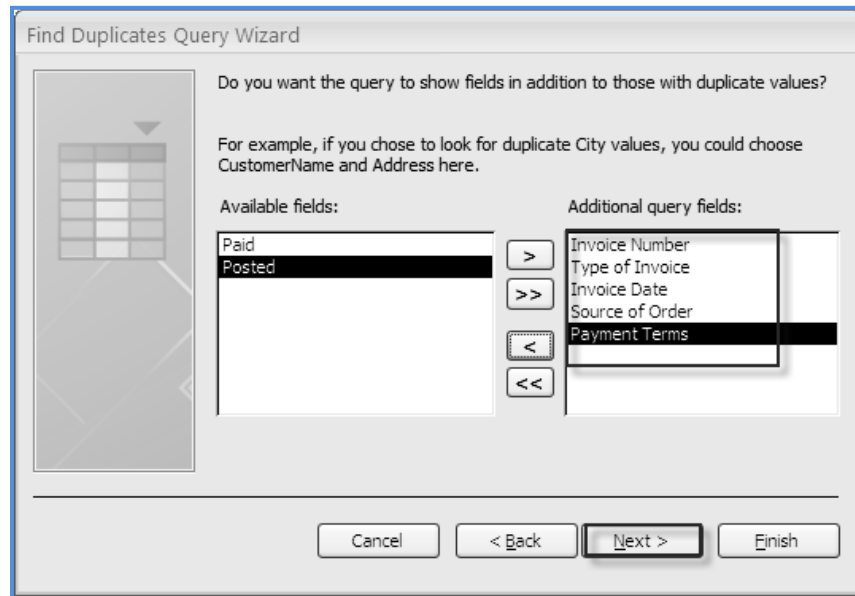 Find Duplicates Query Wizard
Do you want the query to show fields in addition to those with duplicate values?
For example, if you chose to look for duplicate City values, you could choose
CustomerName and Address here.
Available fields:
Additional query fields:
Paid
Posted
>
>>
<
<<
Invoice Number
Type of Invoice
Invoice Date
Source of Order
Payment Terms
Cancel
< Back
Next >
Finish